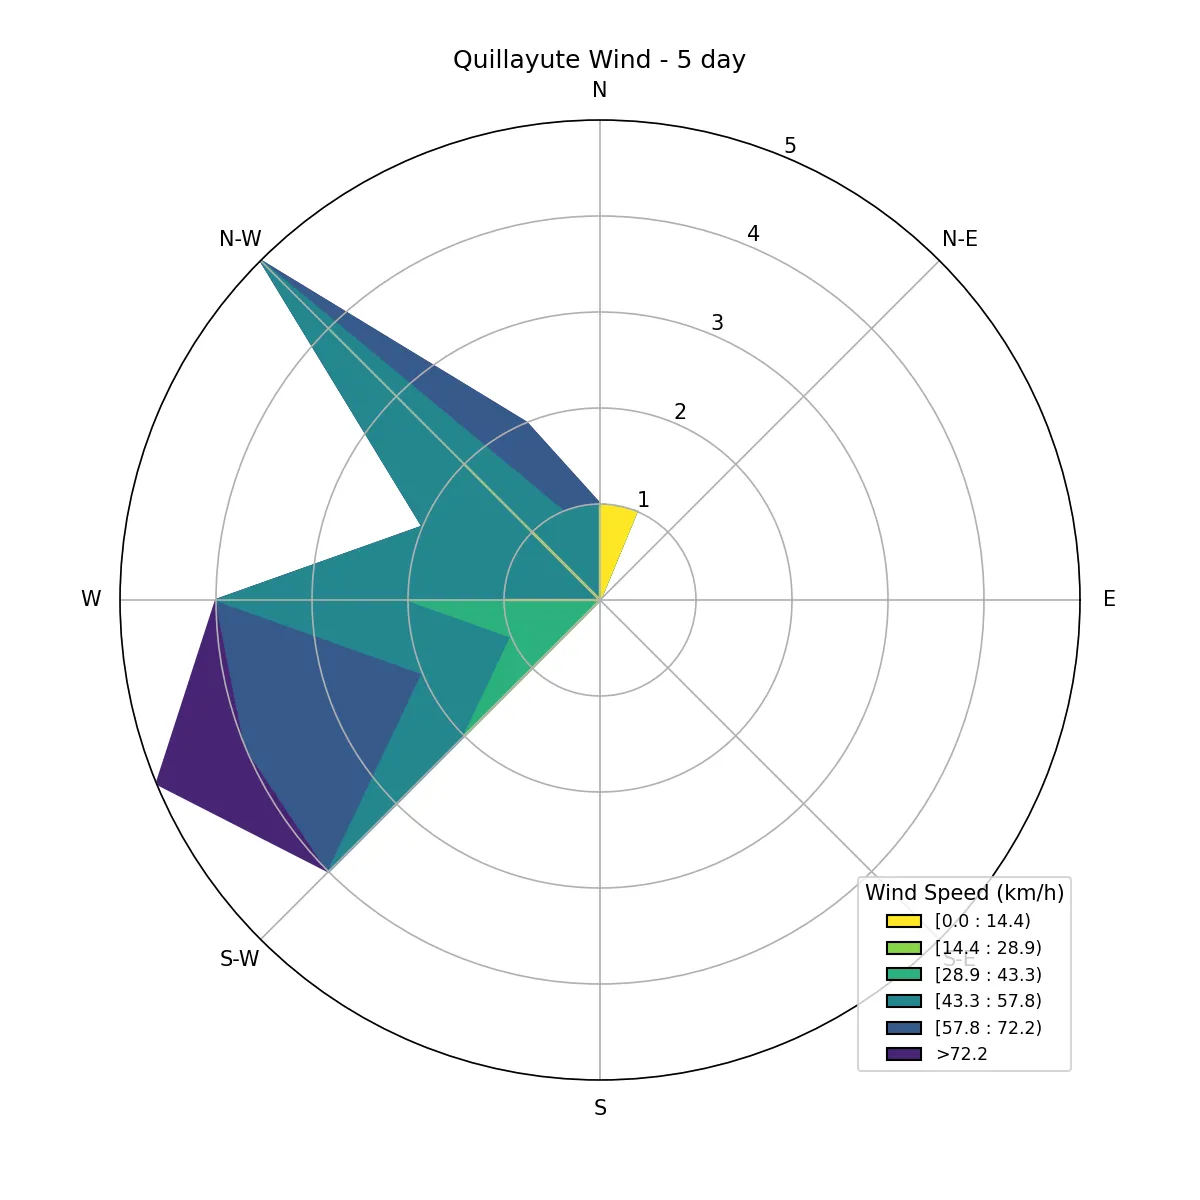 Quillayute Wind - 5 day
N
5
N-W
N-E
4
3
2
1
W
E
Wind Speed (km/h)
[0.0 : 14.4)
[14.4 : 28.9)
S-W
S-E
[28.9 : 43.3)
[43.3 : 57.8)
[57.8 : 72.2)
>72.2
S